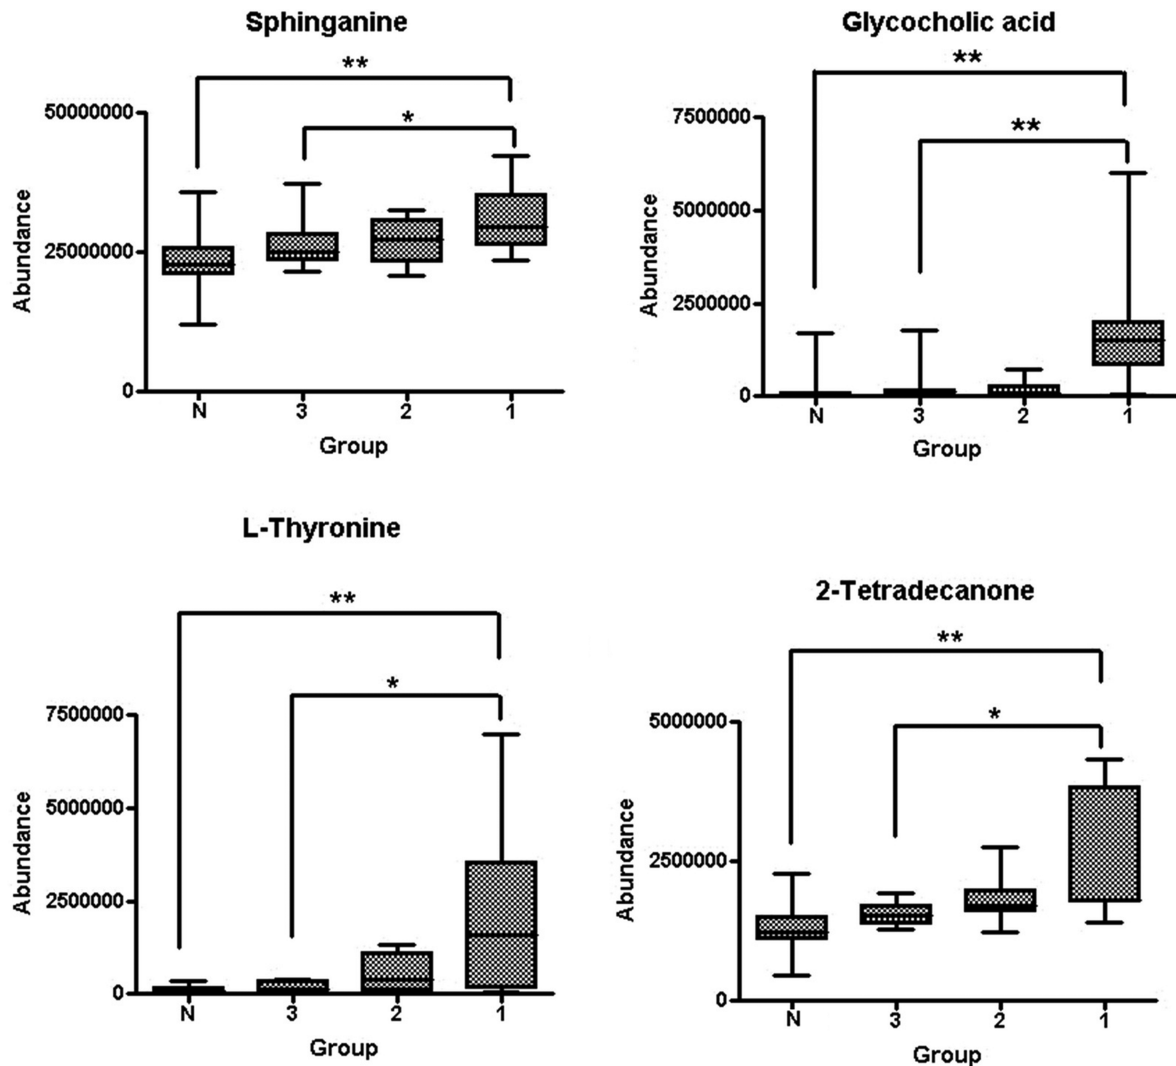 Sphinganine
**
*
50000000
25000000
0
Abundance
N 3 2 1
Group
Glycocholic acid
**
**
7500000
5000000
2500000
0
Abundance
N 3 2 1
Group
L-Thyronine
**
*
7500000
5000000
2500000
0
Abundance
N 3 2 1
Group
2-Tetradecanone
**
*
5000000
2500000
0
Abundance
N 3 2 1
Group